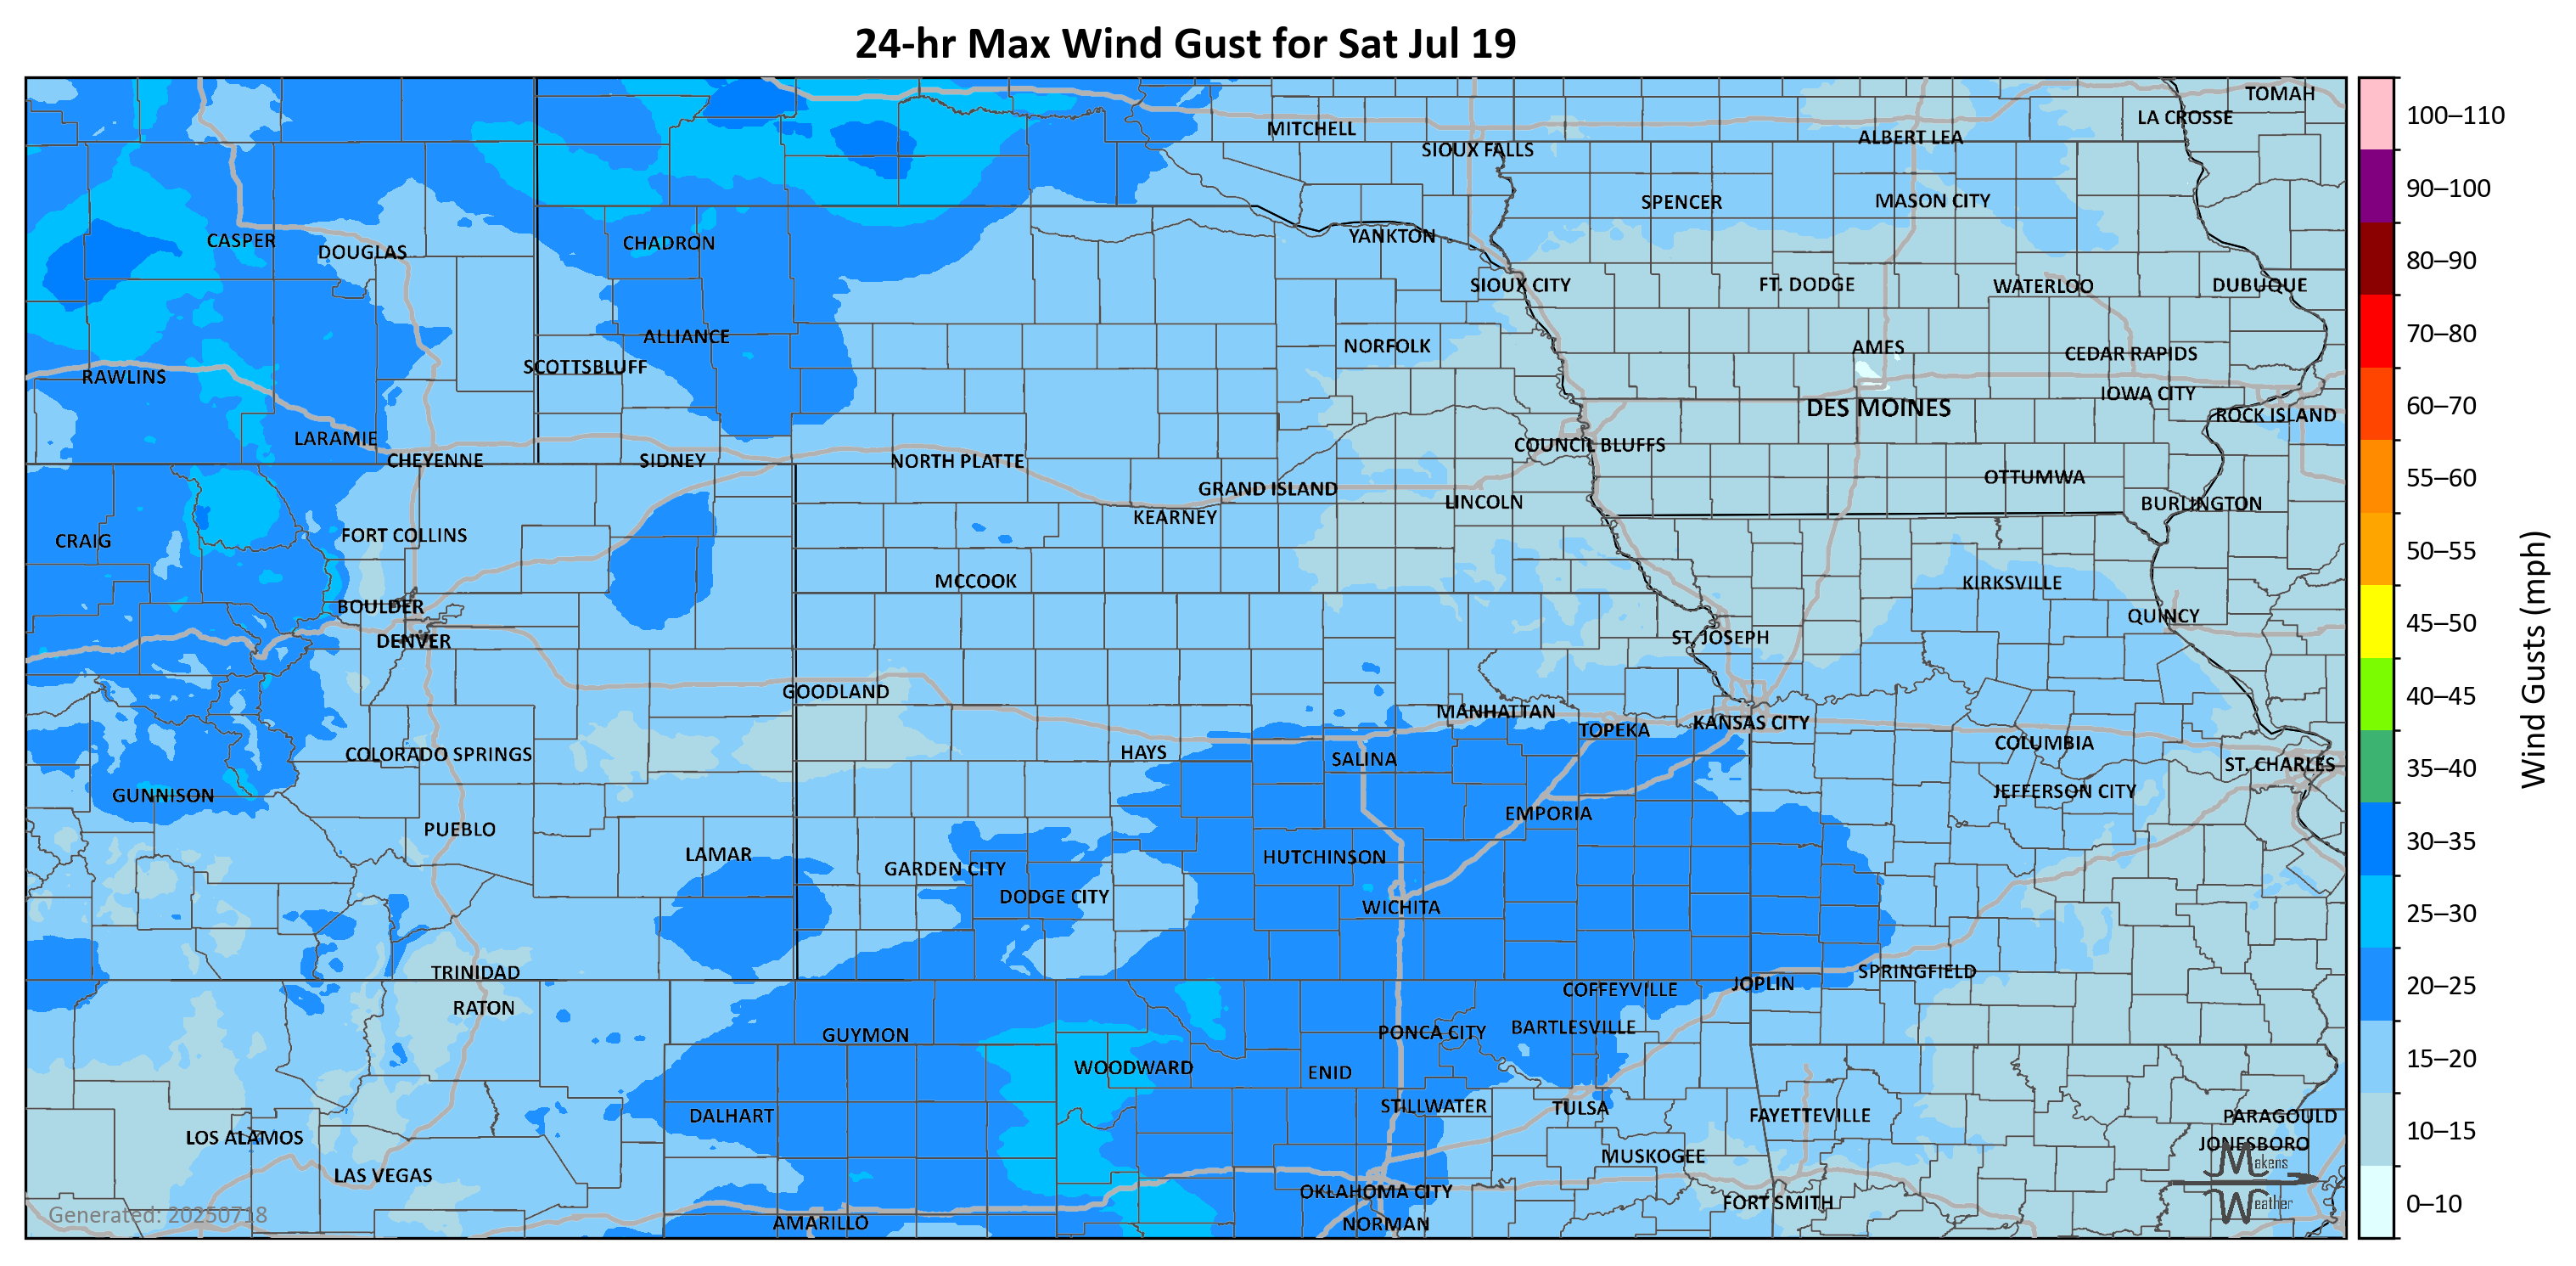 24-hr Max Wind Gust for Sat Jul 19
TOMAH
LA CROSSE
MITCHELL
ALBERT LEA
SIOUX FALLS
SPENCER
MASON CITY
CASPER
DOUGLAS
CHADRON
YANKTON
SIOUX CITY
FT. DODGE
WATERLOO
DUBUQUE
ALLIANCE
NORFOLK
AMES
CEDAR RAPIDS
SCOTTSBLUFF
RAWLINS
IOWA CITY
DES MOINES
ROCK ISLAND
LARAMIE
COUNCIL BLUFFS
CHEYENNE
SIDNEY
NORTH PLATTE
OTTUMWA
GRAND ISLAND
LINCOLN
BURLINGTON
KEARNEY
FORT COLLINS
CRAIG
MCCOOK
KIRKSVILLE
BOULDER
QUINCY
DENVER
ST. JOSEPH
GOODLAND
MANHATTAN
KANSAS CITY
TOPEKA
COLUMBIA
COLORADO SPRINGS
HAYS
SALINA
ST. CHARLES
GUNNISON
JEFFERSON CITY
EMPORIA
PUEBLO
LAMAR
HUTCHINSON
GARDEN CITY
DODGE CITY
WICHITA
TRINIDAD
SPRINGFIELD
JOPLIN
COFFEYVILLE
RATON
GUYMON
PONCA CITY
BARTLESVILLE
WOODWARD
ENID
STILLWATER
TULSA
DALHART
FAYETTEVILLE
PARAGOULD
LOS ALAMOS
JONESBORO
MUSKOGEE
LAS VEGAS
OKLAHOMA CITY
FORT SMITH
AMARILLO
NORMAN
Generated: 20250718
Makens
Weather
100–110
90–100
80–90
70–80
60–70
55–60
50–55
45–50
40–45
35–40
30–35
25–30
20–25
15–20
10–15
0–10
Wind Gusts (mph)